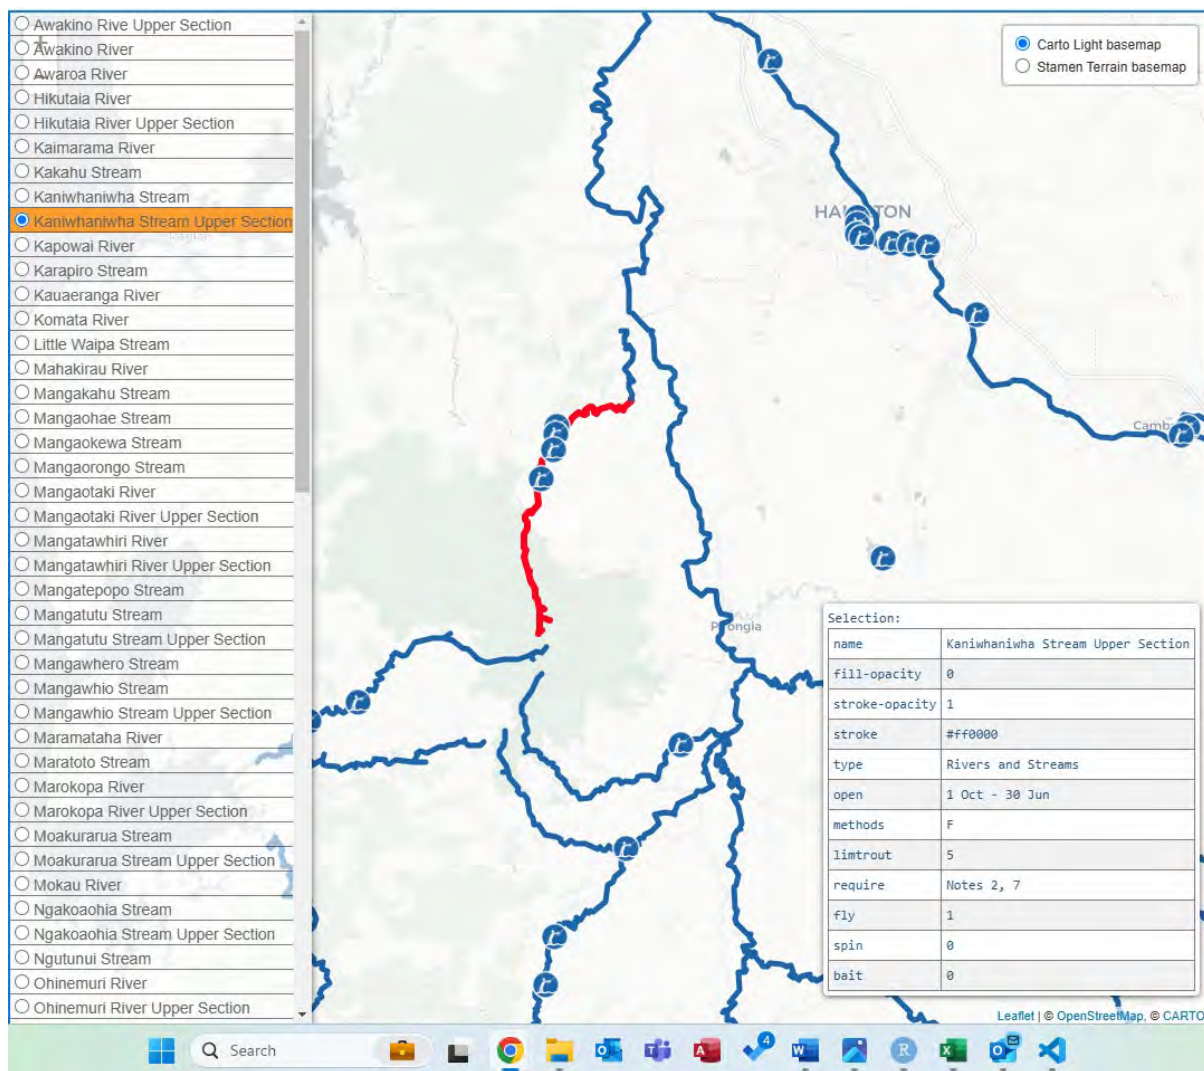 Awakino Rive Upper Section
Awakino River
Awaroa River
Hikutaia River
Hikutaia River Upper Section
Kaimarama River
Kakahu Stream
Kaniwhaniwha Stream
Kaniwhaniwha Stream Upper Section
Kapowai River
Karapiro Stream
Kauaeranga River
Komata River
Little Waipa Stream
Mahakirau River
Mangakahu Stream
Mangaohae Stream
Mangaokewa Stream
Mangaorongo Stream
Mangaotaki River
Mangaotaki River Upper Section
Mangatawhiri River
Mangatawhiri River Upper Section
Mangatepopo Stream
Mangatutu Stream
Mangatutu Stream Upper Section
Mangawhero Stream
Mangawhio Stream
Mangawhio Stream Upper Section
Maramataha River
Maratoto Stream
Marokopa River
Marokopa River Upper Section
Moakurarua Stream
Moakurarua Stream Upper Section
Mokau River
Ngakoaohia Stream
Ngakoaohia Stream Upper Section
Ngutunui Stream
Ohinemuri River
Ohinemuri River Upper Section
Carto Light basemap
Stamen Terrain basemap
Selection:
name Kaniwhaniwha Stream Upper Section
fill-opacity 0
stroke-opacity 1
stroke #ff0000
type Rivers and Streams
open 1 Oct - 30 Jun
methods F
limtrout 5
require Notes 2, 7
fly 1
spin 0
bait 0
Leaflet | © OpenStreetMap, © CARTO
Search
4